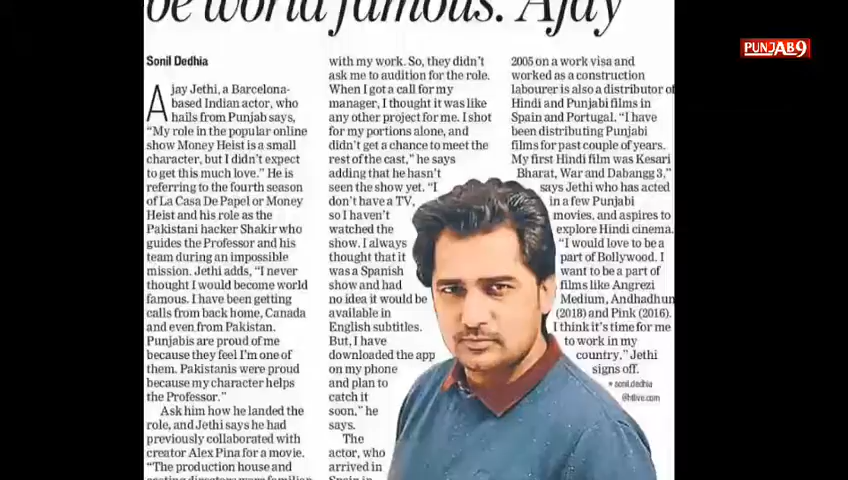 be world famous. Ajay
PUNJAB9
Sonil Dedhia
Ajay Jethi, a Barcelona-
based Indian actor, who
hails from Punjab says,
"My role in the popular online
show Money Heist is a small
character, but I didn't expect
to get this much love." He is
referring to the fourth season
of La Casa De Papel or Money
Heist and his role as the
Pakistani hacker Shakir who
guides the Professor and his
team during an impossible
mission. Jethi adds, "I never
thought I would become world
famous. I have been getting
calls from back home, Canada
and even from Pakistan.
Punjabis are proud of me
because they feel I'm one of
them. Pakistanis were proud
because my character helps
the Professor."
Ask him how he landed the
role, and Jethi says he had
previously collaborated with
creator Alex Pina for a movie.
"The production house and
casting directors were familiar
with my work. So, they didn't
ask me to audition for the role.
When I got a call for my
manager, I thought it was like
any other project for me. I shot
for my portions alone, and
didn't get a chance to meet the
rest of the cast," he says
adding that he hasn't
seen the show yet. "I
don't have a TV,
so I haven't
watched the
show. I always
thought that it
was a Spanish
show and had
no idea it would be
available in
English subtitles.
But, I have
downloaded the app
on my phone
and plan to
catch it
soon," he
says.
The
actor, who
arrived in
Spain in
2005 on a work visa and
worked as a construction
labourer is also a distributor of
Hindi and Punjabi films in
Spain and Portugal. "I have
been distributing Punjabi
films for past couple of years.
My first Hindi film was Kesari
Bharat, War and Dabangg 3,"
says Jethi who has acted
in a few Punjabi
movies, and aspires to
explore Hindi cinema.
"I would love to be a
part of Bollywood. I
want to be a part of
films like Angrezi
Medium, Andhadhun
(2018) and Pink (2016).
I think it's time for me
to work in my
country," Jethi
signs off.
sonil.dedhia
@htlive.com